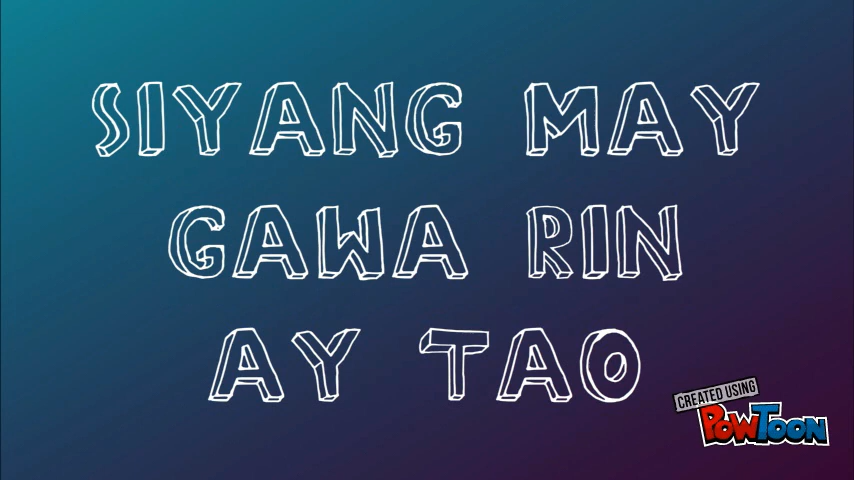 SIYANG MAY
GAWA RIN
AY TAO
CREATED USING
POWTOON